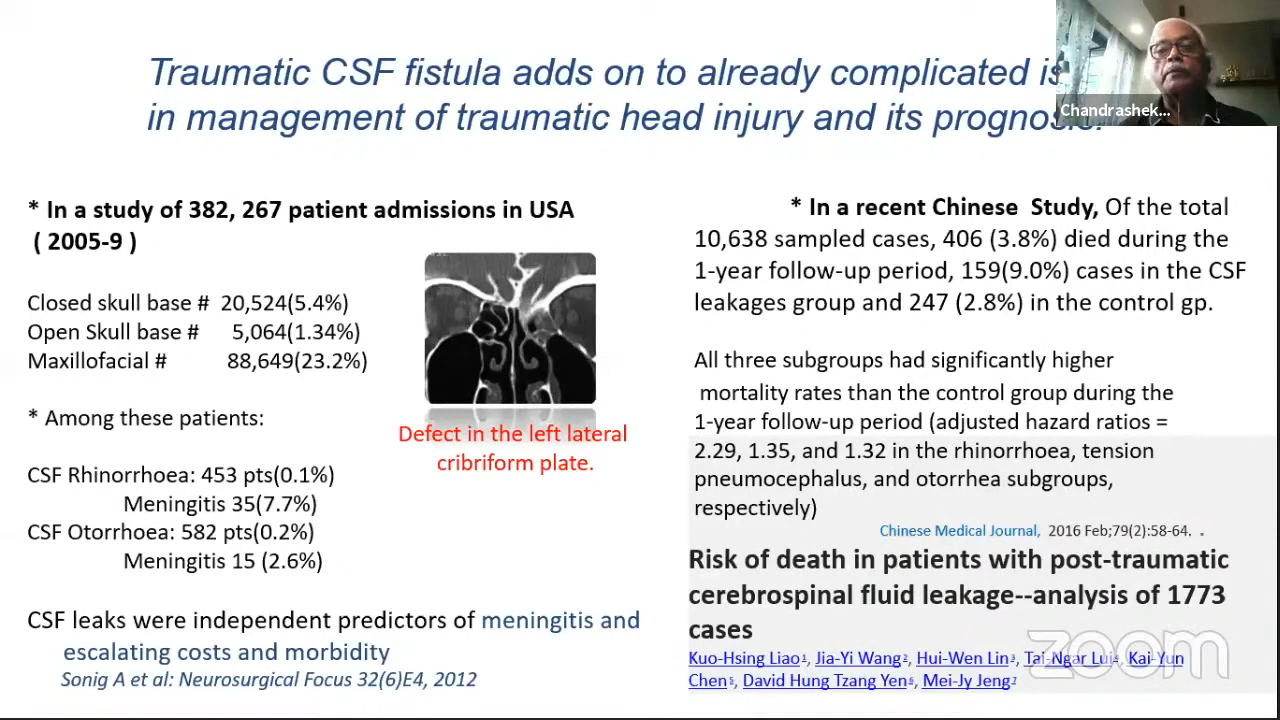 Traumatic CSF fistula adds on to already complicated
in management of traumatic head injury and its prognosis.
Chandrashek...
* In a study of 382, 267 patient admissions in USA
( 2005-9 )
Closed skull base # 20,524(5.4%)
Open Skull base # 5,064(1.34%)
Maxillofacial # 88,649(23.2%)
* Among these patients:
CSF Rhinorrhoea: 453 pts(0.1%)
Meningitis 35(7.7%)
CSF Otorrhoea: 582 pts(0.2%)
Meningitis 15 (2.6%)
CSF leaks were independent predictors of meningitis and
escalating costs and morbidity
Sonig A et al: Neurosurgical Focus 32(6)E4, 2012
Defect in the left lateral
cribriform plate.
* In a recent Chinese Study, Of the total
10,638 sampled cases, 406 (3.8%) died during the
1-year follow-up period, 159(9.0%) cases in the CSF
leakages group and 247 (2.8%) in the control gp.
All three subgroups had significantly higher
mortality rates than the control group during the
1-year follow-up period (adjusted hazard ratios =
2.29, 1.35, and 1.32 in the rhinorrhoea, tension
pneumocephalus, and otorrhea subgroups,
respectively)
Chinese Medical Journal, 2016 Feb;79(2):58-64. .
Risk of death in patients with post-traumatic
cerebrospinal fluid leakage--analysis of 1773
cases
Kuo-Hsing Liao1, Jia-Yi Wang2, Hui-Wen Lin3, Tai-Ngar Lui4, Kai-Yun
Chen5, David Hung Tzang Yen6, Mei-Jy Jeng7
zoom